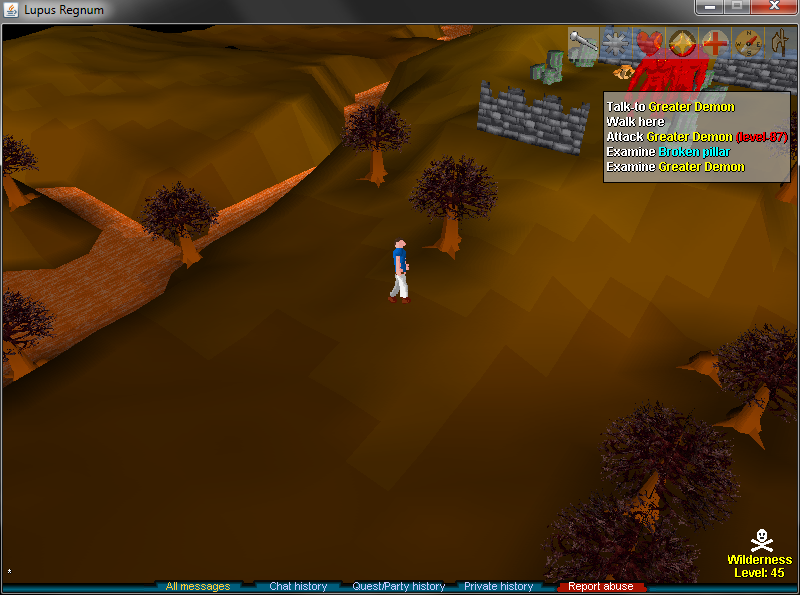 Lupus Regnum
Talk-to Greater Demon
Walk here
Attack Greater Demon (level-87)
Examine Broken pillar
Examine Greater Demon
Wilderness
Level: 45
*
All messages
Chat history
Quest/Party history
Private history
Report abuse